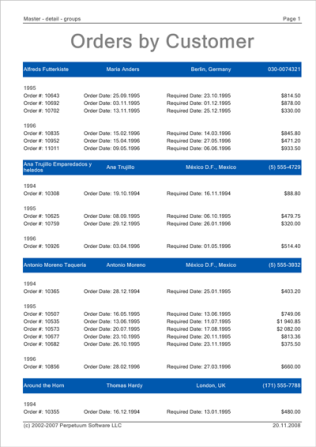 Master - detail - groups Page 1
Orders by Customer
Alfreds Futterkiste Maria Anders Berlin, Germany 030-0074321
1995
Order #: 10643 Order Date: 25.09.1995 Required Date: 23.10.1995 $814.50
Order #: 10692 Order Date: 03.11.1995 Required Date: 01.12.1995 $878.00
Order #: 10702 Order Date: 13.11.1995 Required Date: 25.12.1995 $330.00
1996
Order #: 10835 Order Date: 15.02.1996 Required Date: 14.03.1996 $845.80
Order #: 10952 Order Date: 15.04.1996 Required Date: 27.05.1996 $471.20
Order #: 11011 Order Date: 09.05.1996 Required Date: 06.06.1996 $933.50
Ana Trujillo Emparedados y
helados Ana Trujillo México D.F., Mexico (5) 555-4729
1994
Order #: 10308 Order Date: 19.10.1994 Required Date: 16.11.1994 $88.80
1995
Order #: 10625 Order Date: 08.09.1995 Required Date: 06.10.1995 $479.75
Order #: 10759 Order Date: 29.12.1995 Required Date: 26.01.1996 $320.00
1996
Order #: 10926 Order Date: 03.04.1996 Required Date: 01.05.1996 $514.40
Antonio Moreno Taquería Antonio Moreno México D.F., Mexico (5) 555-3932
1994
Order #: 10365 Order Date: 28.12.1994 Required Date: 25.01.1995 $403.20
1995
Order #: 10507 Order Date: 16.05.1995 Required Date: 13.06.1995 $749.06
Order #: 10535 Order Date: 13.06.1995 Required Date: 11.07.1995 $1 940.85
Order #: 10573 Order Date: 20.07.1995 Required Date: 17.08.1995 $2 082.00
Order #: 10677 Order Date: 23.10.1995 Required Date: 20.11.1995 $813.36
Order #: 10682 Order Date: 26.10.1995 Required Date: 23.11.1995 $375.50
1996
Order #: 10856 Order Date: 28.02.1996 Required Date: 27.03.1996 $660.00
Around the Horn Thomas Hardy London, UK (171) 555-7788
1994
Order #: 10355 Order Date: 16.12.1994 Required Date: 13.01.1995 $480.00
(c) 2002-2007 Perpetuum Software LLC 20.11.2008